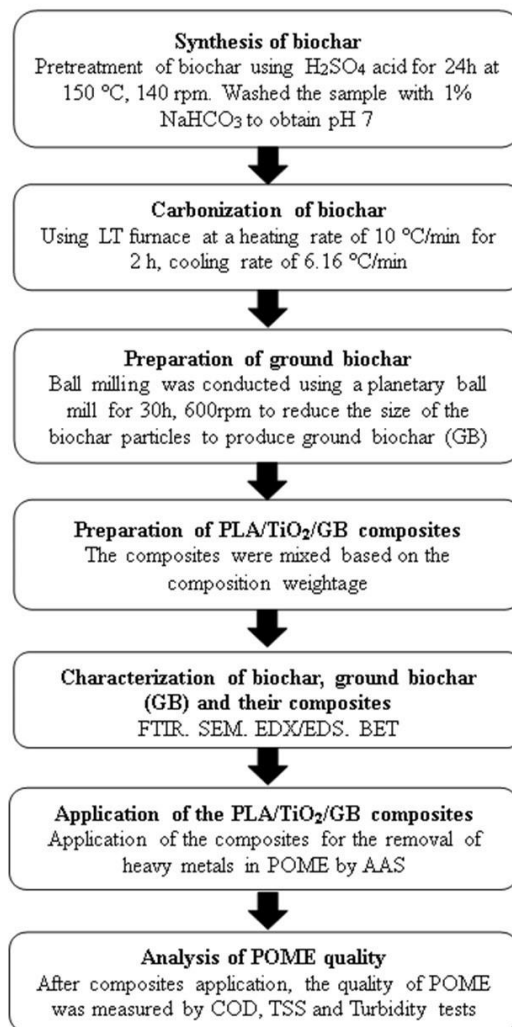 Synthesis of biochar
Pretreatment of biochar using H₂SO₄ acid for 24h at
150 °C, 140 rpm. Washed the sample with 1%
NaHCO₃ to obtain pH 7
Carbonization of biochar
Using LT furnace at a heating rate of 10 °C/min for
2 h, cooling rate of 6.16 °C/min
Preparation of ground biochar
Ball milling was conducted using a planetary ball
mill for 30h, 600rpm to reduce the size of the
biochar particles to produce ground biochar (GB)
Preparation of PLA/TiO₂/GB composites
The composites were mixed based on the
composition weightage
Characterization of biochar, ground biochar
(GB) and their composites
FTIR. SEM. EDX/EDS. BET
Application of the PLA/TiO₂/GB composites
Application of the composites for the removal of
heavy metals in POME by AAS
Analysis of POME quality
After composites application, the quality of POME
was measured by COD, TSS and Turbidity tests